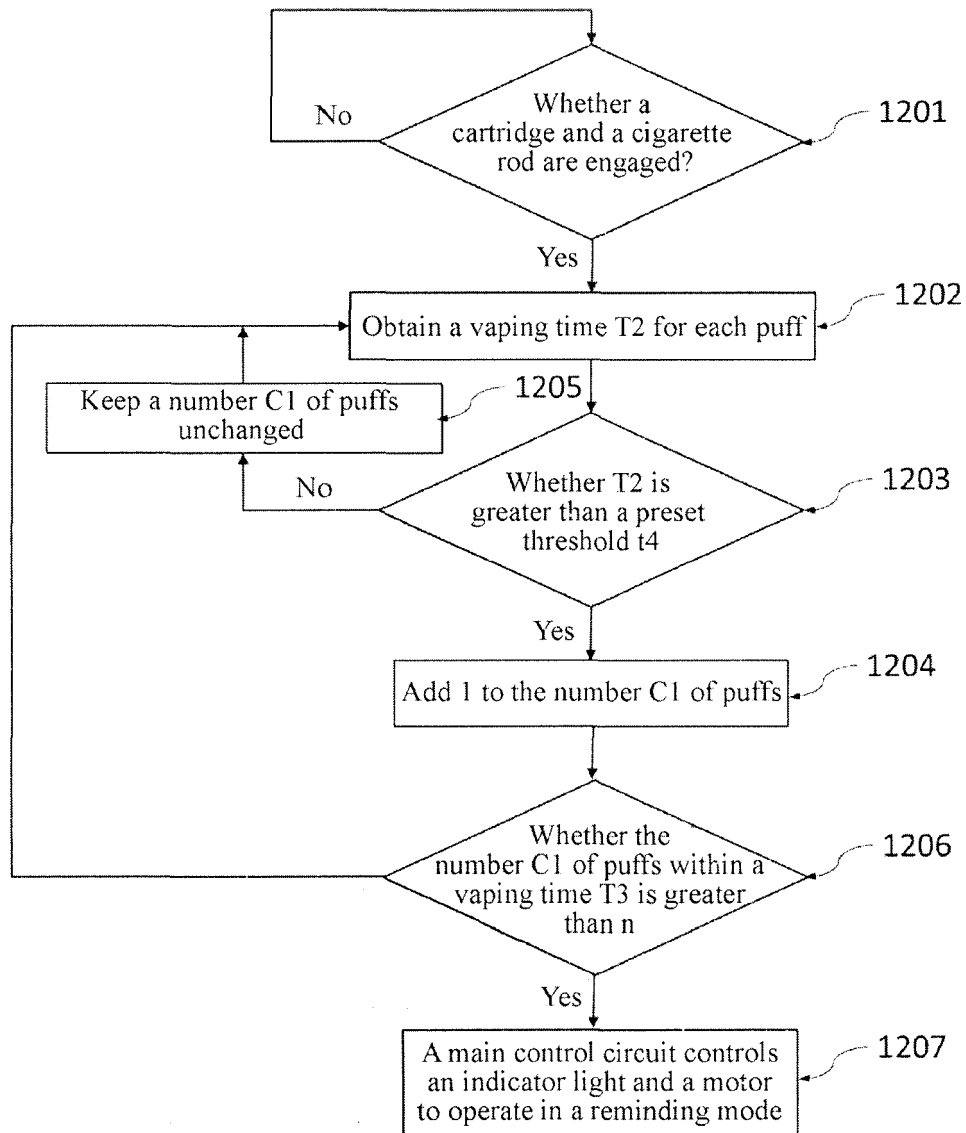 No
Whether a
cartridge and a cigarette
rod are engaged?
1201
Yes
1202
Obtain a vaping time T2 for each puff
1205
Keep a number C1 of puffs
unchanged
No
Whether T2 is
greater than a preset
threshold t4
1203
Yes
1204
Add 1 to the number C1 of puffs
Whether the
number C1 of puffs within a
vaping time T3 is greater
than n
1206
Yes
A main control circuit controls
an indicator light and a motor
to operate in a reminding mode
1207